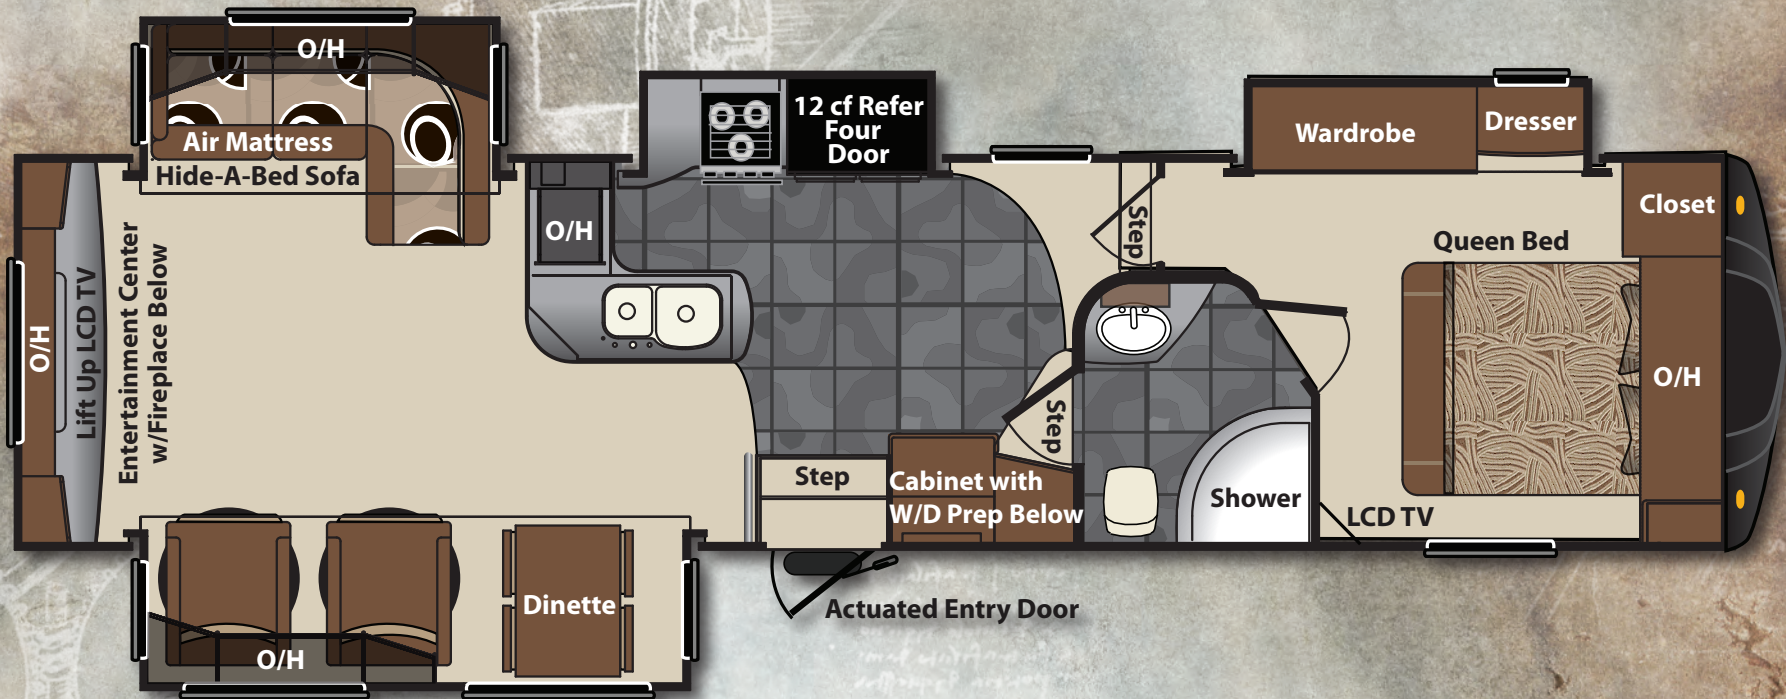 O/H
Air Mattress
Hide-A-Bed Sofa
12 cf Refer
Four
Door
Wardrobe
Dresser
Closet
Step
O/H
Queen Bed
O/H
Lift Up LCD TV
Entertainment Center
w/Fireplace Below
O/H
Step
Step
Cabinet with
W/D Prep Below
Shower
LCD TV
Dinette
O/H
Actuated Entry Door